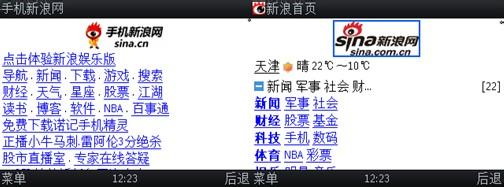 手机新浪网
手机新浪网
sina.cn
点击体验新浪娱乐版
导航．新闻．下载．游戏．搜索
财经．天气．星座．股票．江湖
读书．博客．软件．NBA．百事通
免费下载诺记手机精灵
正播小牛马刺.雷阿伦3分绝杀
股市直播室．专家在线答疑
菜单 12:23 后退
新浪首页
sina新浪网
sina.com.cn
天津 晴 22℃～10℃
新闻 军事 社会 财... [22]
新闻 军事 社会
财经 股票 基金
科技 手机 数码
体育 NBA 彩票
娱乐 明星 音乐
菜单 12:23 后退